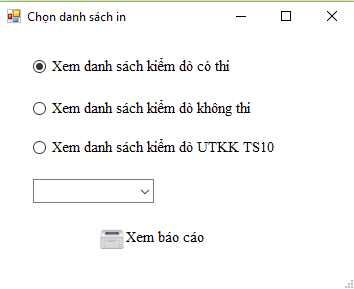 Chọn danh sách in
Xem danh sách kiểm dò có thi
Xem danh sách kiểm dò không thi
Xem danh sách kiểm dò UTKK TS10
Xem báo cáo